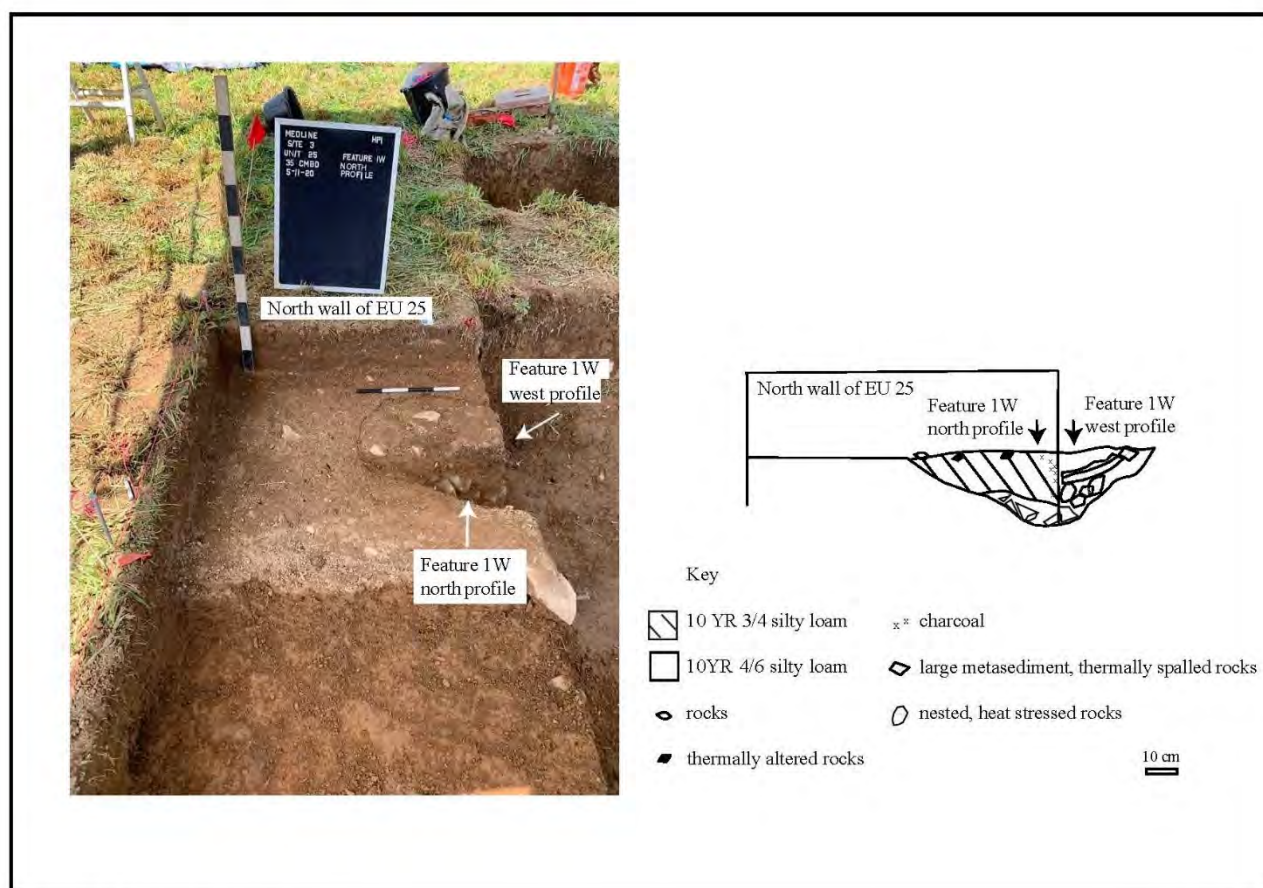 MEDLINE HPI
SITE 3
UNIT 25 FEATURE 1W
35 CMBD NORTH
5-11-20 PROFILE
North wall of EU 25
Feature 1W
west profile
Feature 1W
north profile
North wall of EU 25
Feature 1W
north profile
Feature 1W
west profile
Key
10 YR 3/4 silty loam
10YR 4/6 silty loam
rocks
thermally altered rocks
x x charcoal
large metasediment, thermally spalled rocks
nested, heat stressed rocks
10 cm